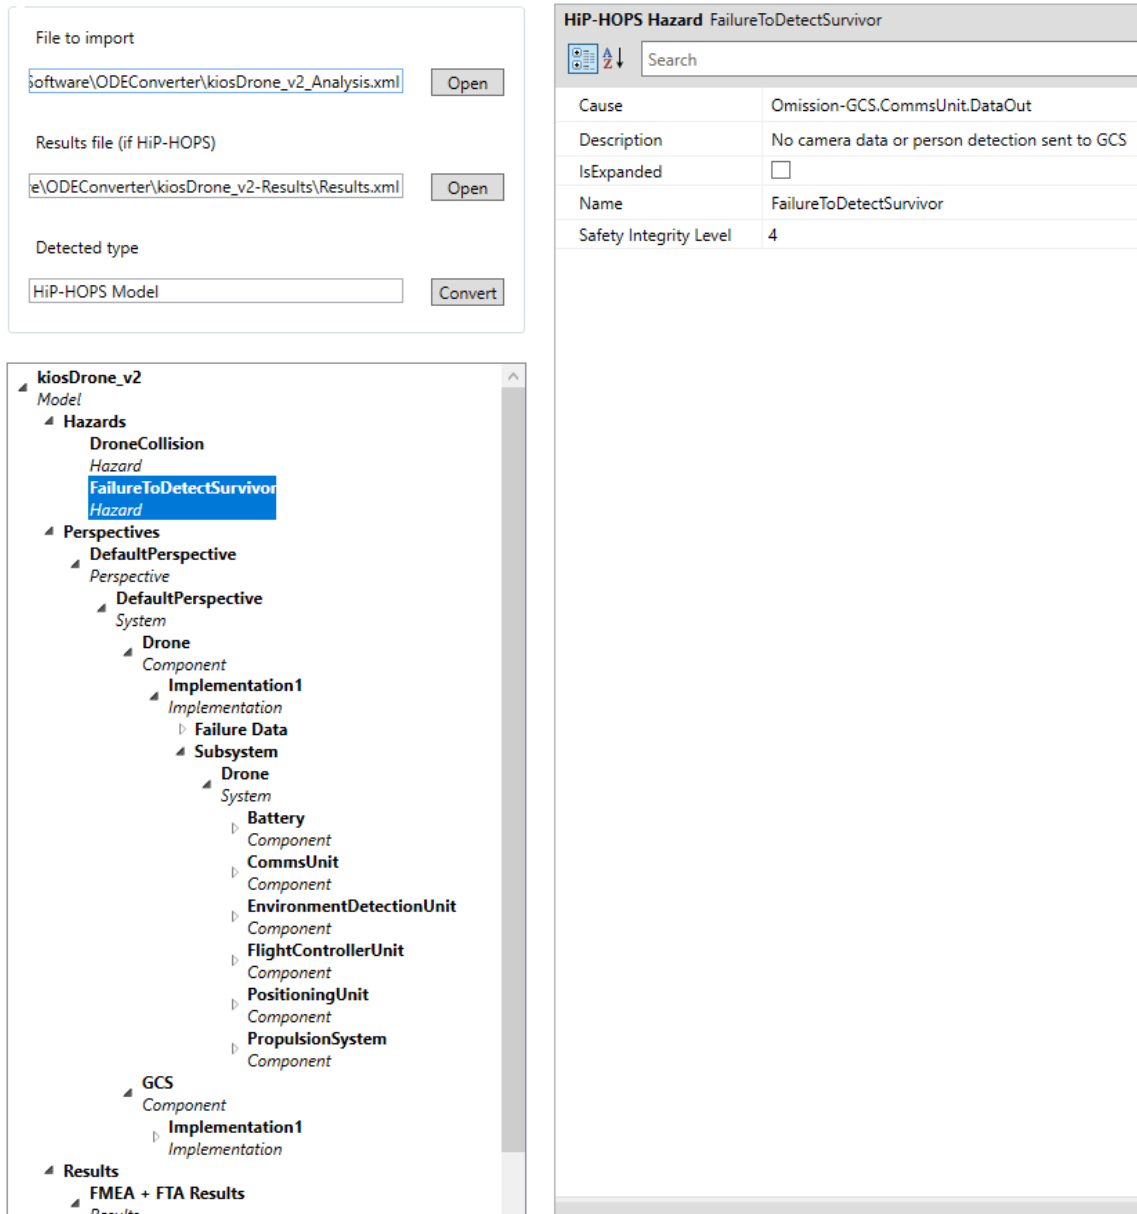 File to import
Software\ODEConverter\kiosDrone_v2_Analysis.xml
Open
Results file (if HiP-HOPS)
e\ODEConverter\kiosDrone_v2-Results\Results.xml
Open
Detected type
HiP-HOPS Model
Convert
kiosDrone_v2
Model
Hazards
DroneCollision
Hazard
FailureToDetectSurvivor
Hazard
Perspectives
DefaultPerspective
Perspective
DefaultPerspective
System
Drone
Component
Implementation1
Implementation
Failure Data
Subsystem
Drone
System
Battery
Component
CommsUnit
Component
EnvironmentDetectionUnit
Component
FlightControllerUnit
Component
PositioningUnit
Component
PropulsionSystem
Component
GCS
Component
Implementation1
Implementation
Results
FMEA + FTA Results
Results
HiP-HOPS Hazard FailureToDetectSurvivor
A
Z
Search
Cause Omission-GCS.CommsUnit.DataOut
Description No camera data or person detection sent to GCS
IsExpanded
Name FailureToDetectSurvivor
Safety Integrity Level 4